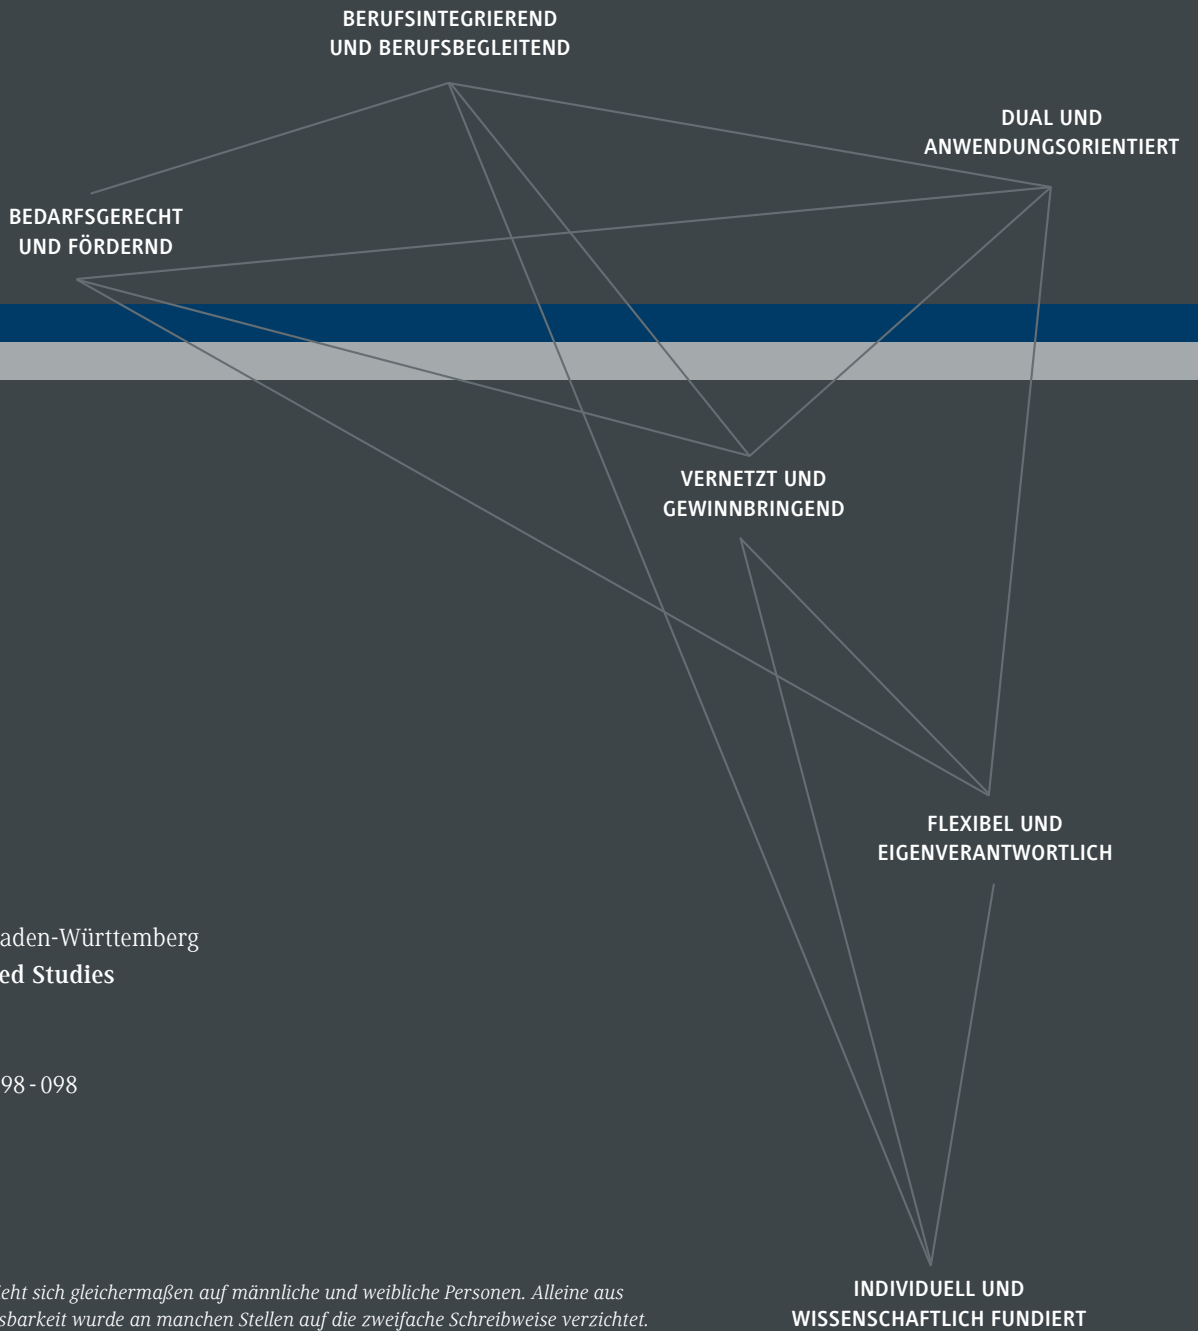 BERUFSINTEGRIEREND
UND BERUFSBEGLEITEND
DUAL UND
ANWENDUNGSORIENTIERT
BEDARFSGERECHT
UND FÖRDERND
VERNETZT UND
GEWINNBRINGEND
FLEXIBEL UND
EIGENVERANTWORTLICH
aden-Württemberg
ed Studies
98 - 098
ieht sich gleichermaßen auf männliche und weibliche Personen. Alleine aus
sbarkeit wurde an manchen Stellen auf die zweifache Schreibweise verzichtet.
INDIVIDUELL UND
WISSENSCHAFTLICH FUNDIERT